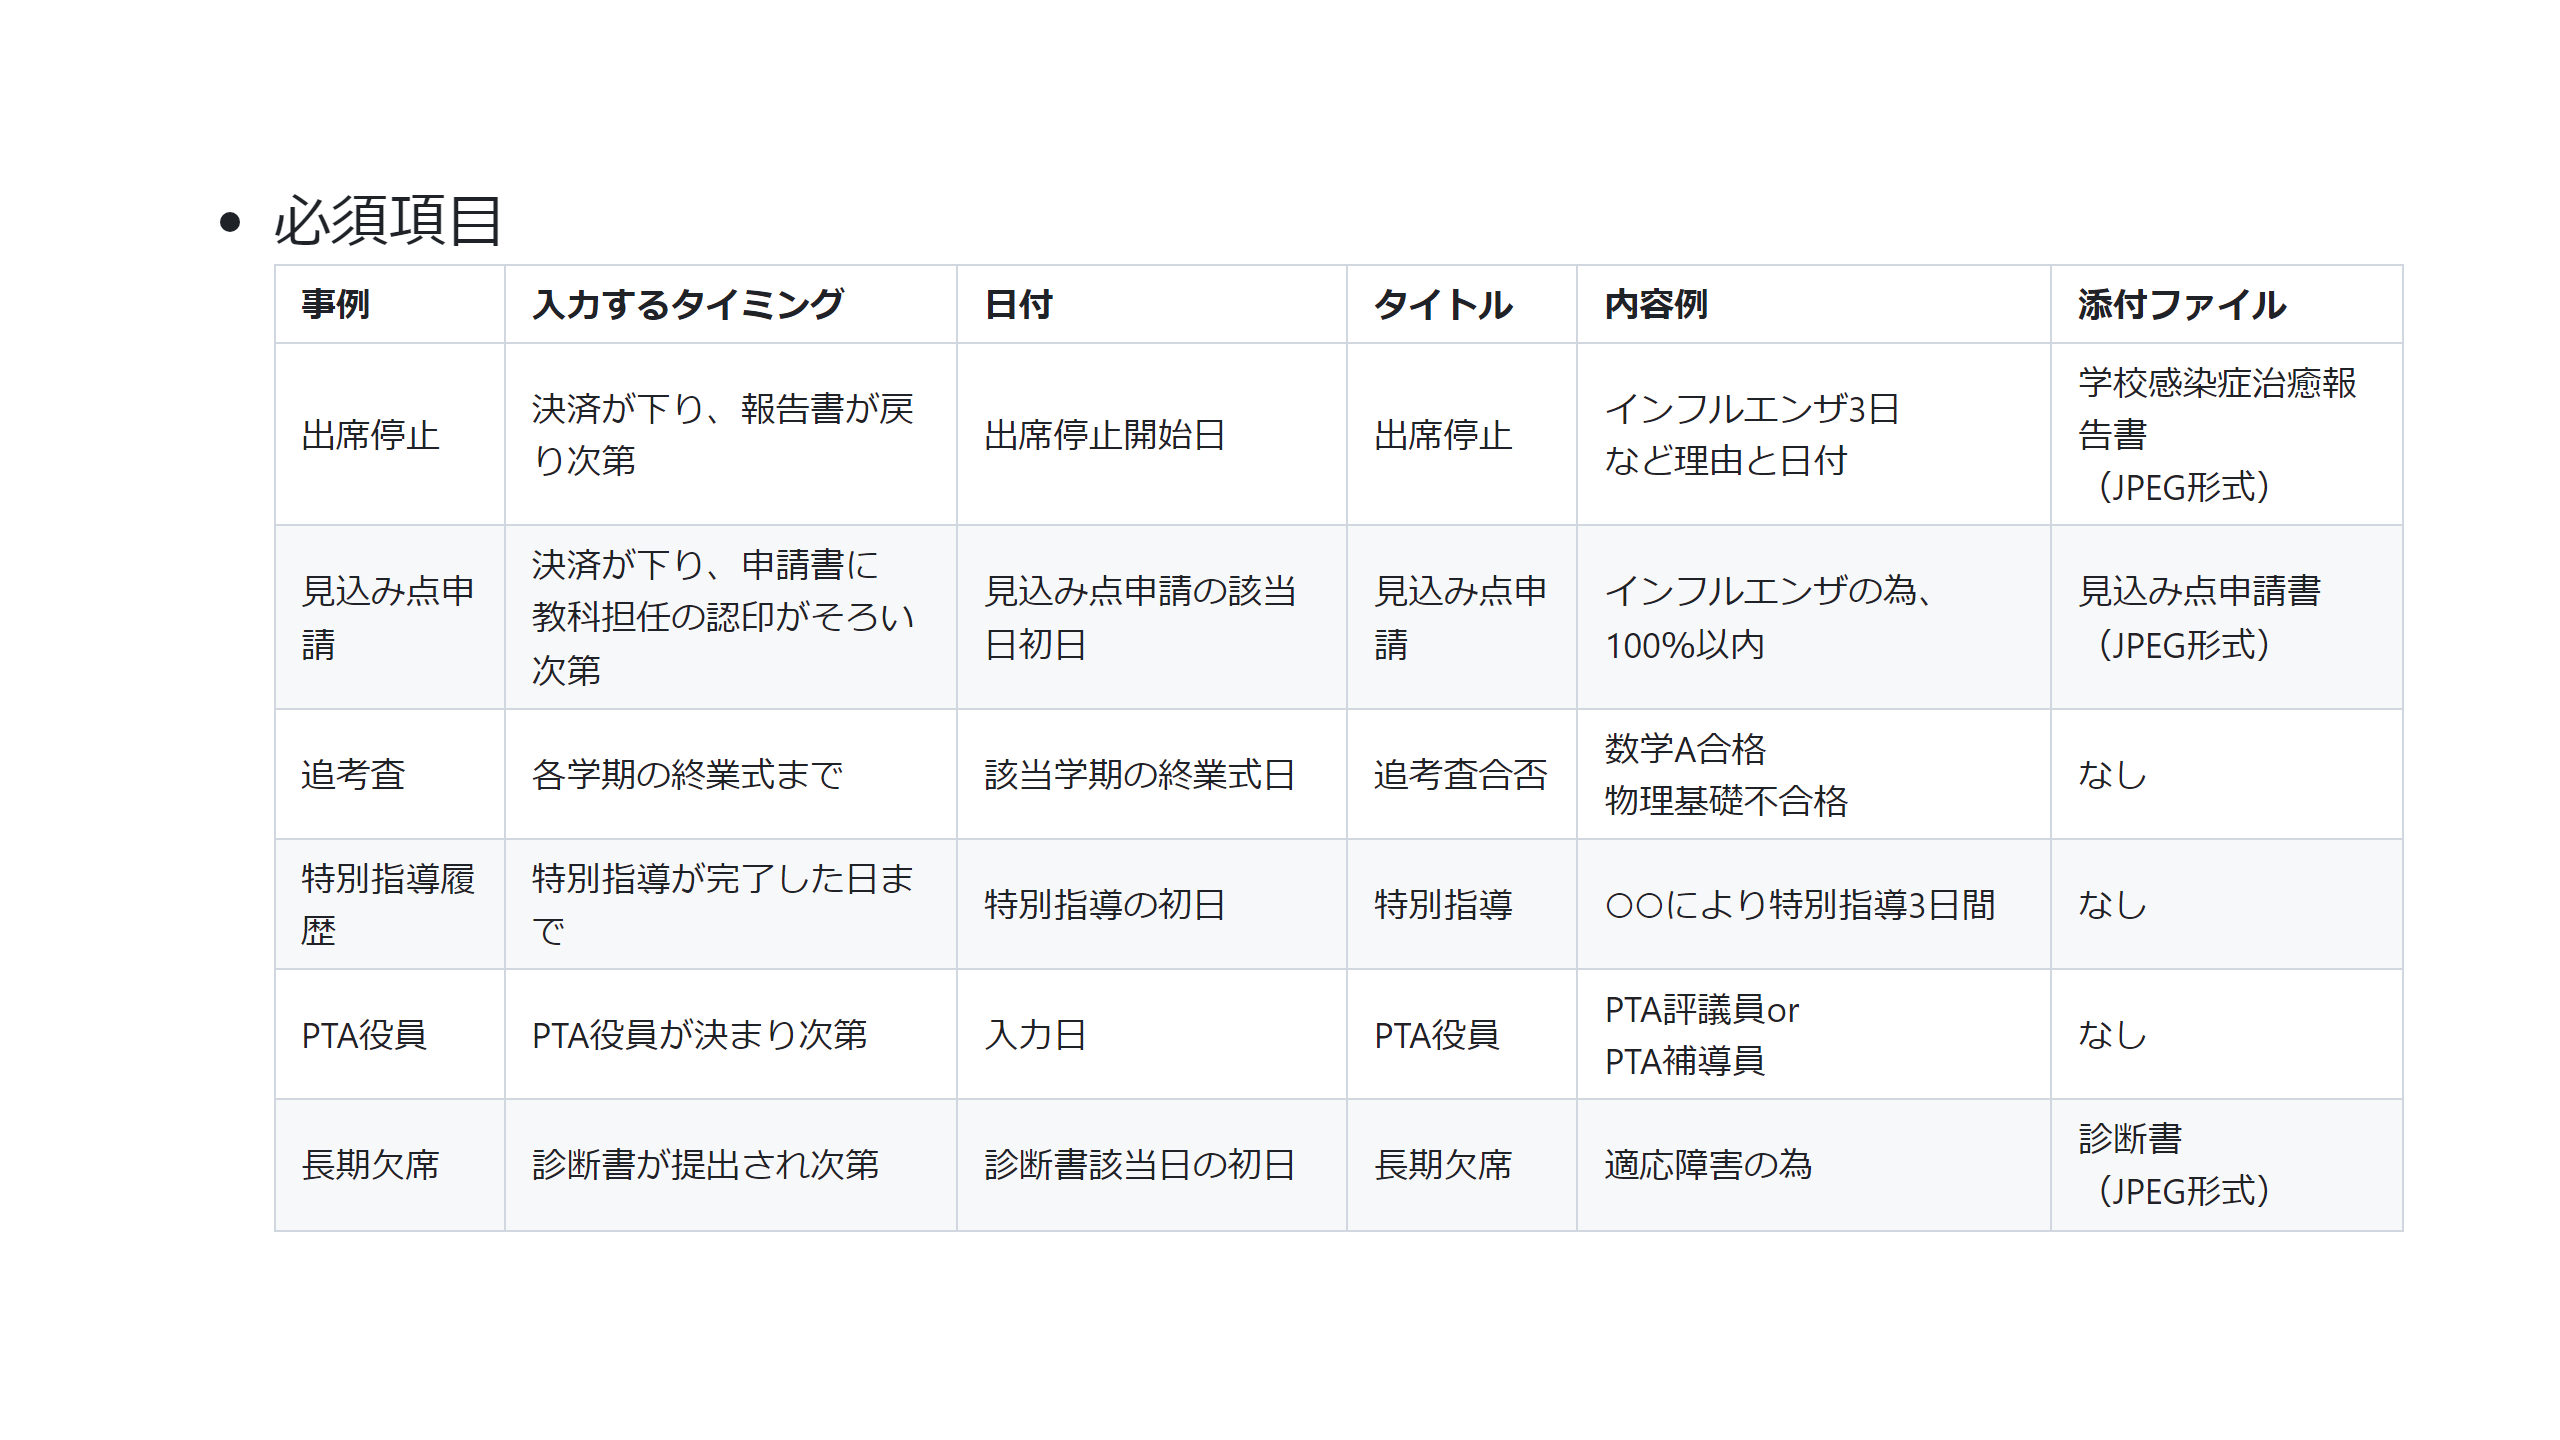 • 必須項目
事例 入力するタイミング 日付 タイトル 内容例 添付ファイル
出席停止
決済が下り、報告書が戻
り次第
出席停止開始日
出席停止
インフルエンザ3日
など理由と日付
学校感染症治癒報
告書
（JPEG形式）
見込み点申
請
決済が下り、申請書に
教科担任の認印がそろい
次第
見込み点申請の該当
日初日
見込み点申
請
インフルエンザの為、
100%以内
見込み点申請書
（JPEG形式）
追考査
各学期の終業式まで
該当学期の終業式日
追考査合否
数学A合格
物理基礎不合格
なし
特別指導履
歴
特別指導が完了した日ま
で
特別指導の初日
特別指導
○○により特別指導3日間
なし
PTA役員
PTA役員が決まり次第
入力日
PTA役員
PTA評議員or
PTA補導員
なし
長期欠席
診断書が提出され次第
診断書該当日の初日
長期欠席
適応障害の為
診断書
（JPEG形式）